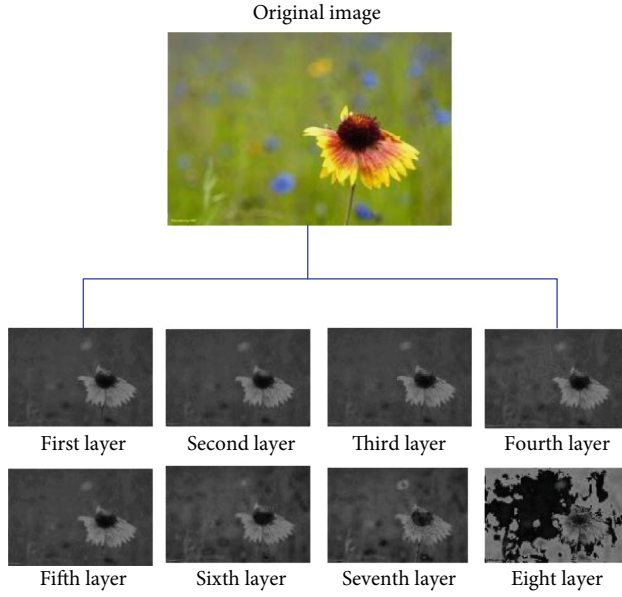 Original image
First layer
Second layer
Third layer
Fourth layer
Fifth layer
Sixth layer
Seventh layer
Eight layer